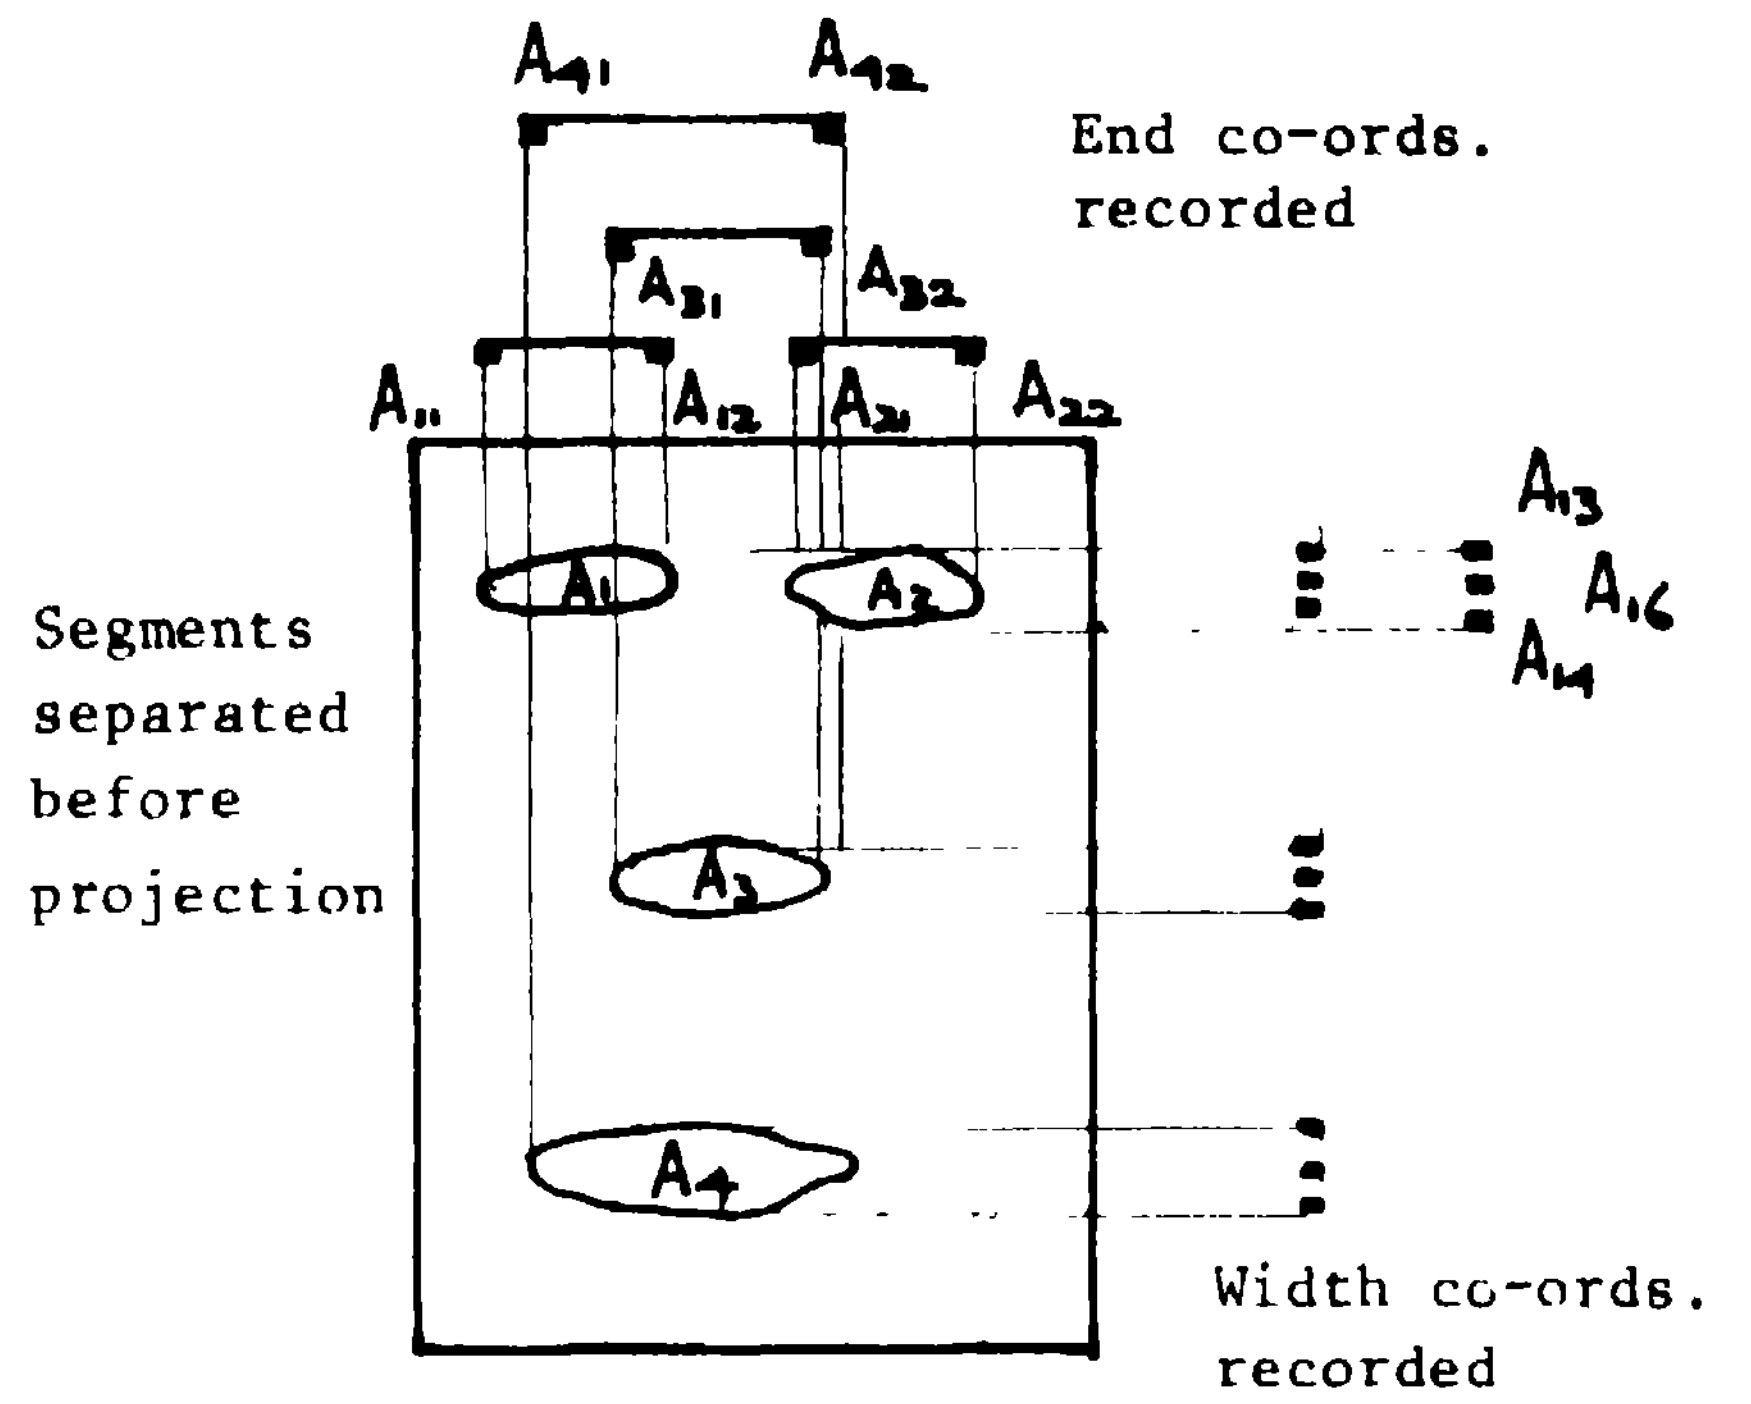 A41 A42
End co-ords.
recorded
A31 A32
A11 A12 A21 A22
A13
A1 A2 A16
Segments
separated
before
projection
A14
A3
A4
Width co-ords.
recorded